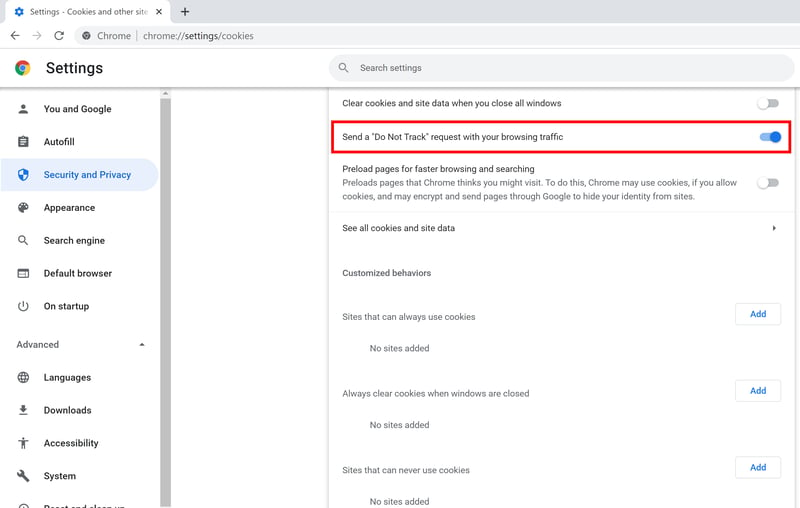 Settings - Cookies and other site
Chrome
chrome://settings/cookies
Settings
Search settings
You and Google
Autofill
Security and Privacy
Appearance
Search engine
Default browser
On startup
Advanced
Languages
Downloads
Accessibility
System
Reset and clean up
Clear cookies and site data when you close all windows
Send a "Do Not Track" request with your browsing traffic
Preload pages for faster browsing and searching
Preloads pages that Chrome thinks you might visit. To do this, Chrome may use cookies, if you allow
cookies, and may encrypt and send pages through Google to hide your identity from sites.
See all cookies and site data
Customized behaviors
Sites that can always use cookies
Add
No sites added
Always clear cookies when windows are closed
Add
No sites added
Sites that can never use cookies
Add
No sites added